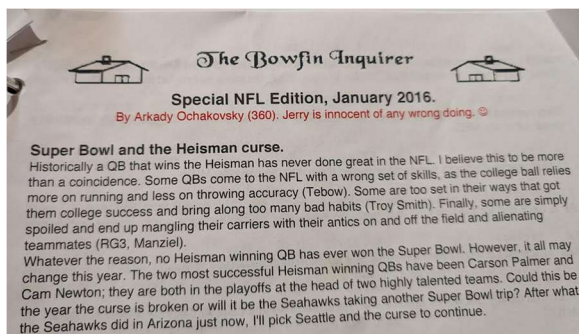 The Bowfin Inquirer
Special NFL Edition, January 2016.
By Arkady Ochakovsky (360). Jerry is innocent of any wrong doing. ☺
Super Bowl and the Heisman curse.
Historically a QB that wins the Heisman has never done great in the NFL. I believe this to be more
than a coincidence. Some QBs come to the NFL with a wrong set of skills, as the college ball relies
more on running and less on throwing accuracy (Tebow). Some are too set in their ways that got
them college success and bring along too many bad habits (Troy Smith). Finally, some are simply
spoiled and end up mangling their carriers with their antics on and off the field and alienating
teammates (RG3, Manziel).
Whatever the reason, no Heisman winning QB has ever won the Super Bowl. However, it all may
change this year. The two most successful Heisman winning QBs have been Carson Palmer and
Cam Newton; they are both in the playoffs at the head of two highly talented teams. Could this be
the year the curse is broken or will it be the Seahawks taking another Super Bowl trip? After what
the Seahawks did in Arizona just now, I'll pick Seattle and the curse to continue.